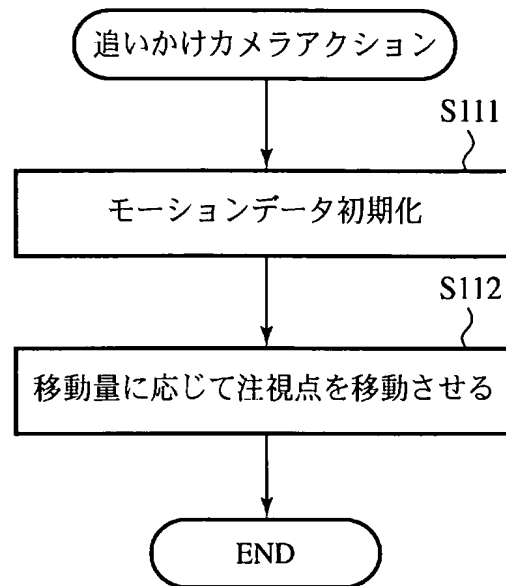 追いかけカメラアクション
S111
モーションデータ初期化
S112
移動量に応じて注視点を移動させる
END